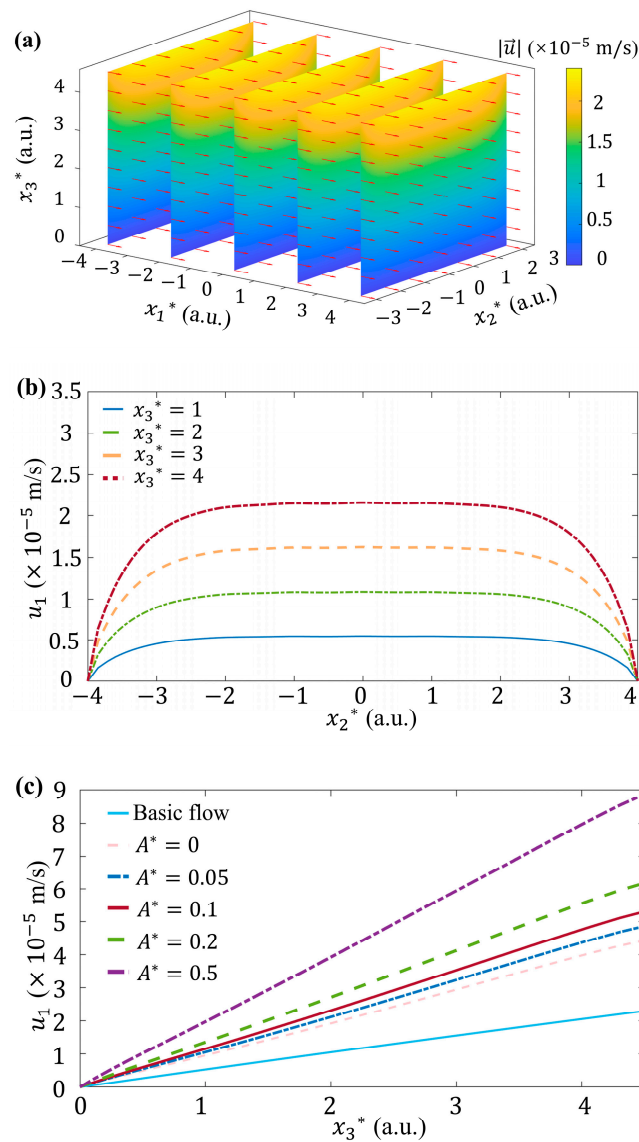 (a)
|u⃗| (×10⁻⁵ m/s)
x₃* (a.u.)
4
3
2
1
0
2
1.5
1
0.5
0
−4 −3 −2 −1 0 1 2 3 4
x₁* (a.u.)
−3 −2 −1 0 1 2 3
x₂* (a.u.)
(b)
u₁ (× 10⁻⁵ m/s)
3.5
3
2.5
2
1.5
1
0.5
0
x₃* = 1
x₃* = 2
x₃* = 3
x₃* = 4
−4 −3 −2 −1 0 1 2 3 4
x₂* (a.u.)
(c)
u₁ (× 10⁻⁵ m/s)
9
8
7
6
5
4
3
2
1
0
Basic flow
A* = 0
A* = 0.05
A* = 0.1
A* = 0.2
A* = 0.5
0 1 2 3 4
x₃* (a.u.)